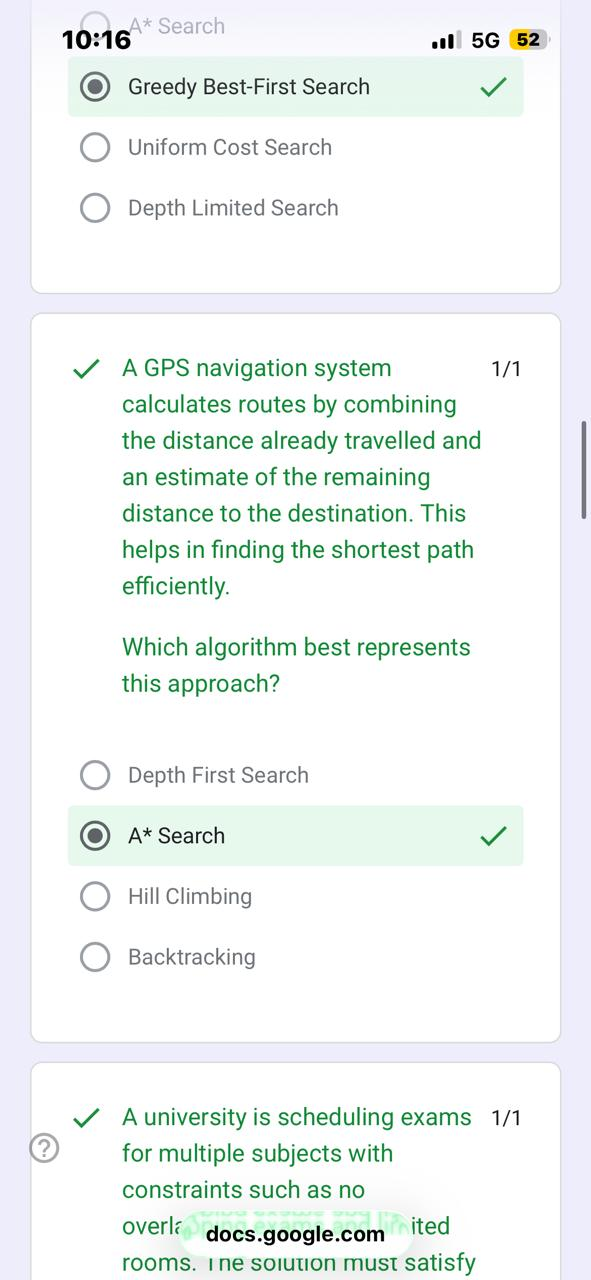 A* Search
10:16
5G 52
Greedy Best-First Search
Uniform Cost Search
Depth Limited Search
A GPS navigation system 1/1
calculates routes by combining
the distance already travelled and
an estimate of the remaining
distance to the destination. This
helps in finding the shortest path
efficiently.
Which algorithm best represents
this approach?
Depth First Search
A* Search
Hill Climbing
Backtracking
A university is scheduling exams 1/1
for multiple subjects with
constraints such as no
docs.google.com
rooms. The solution must satisfy